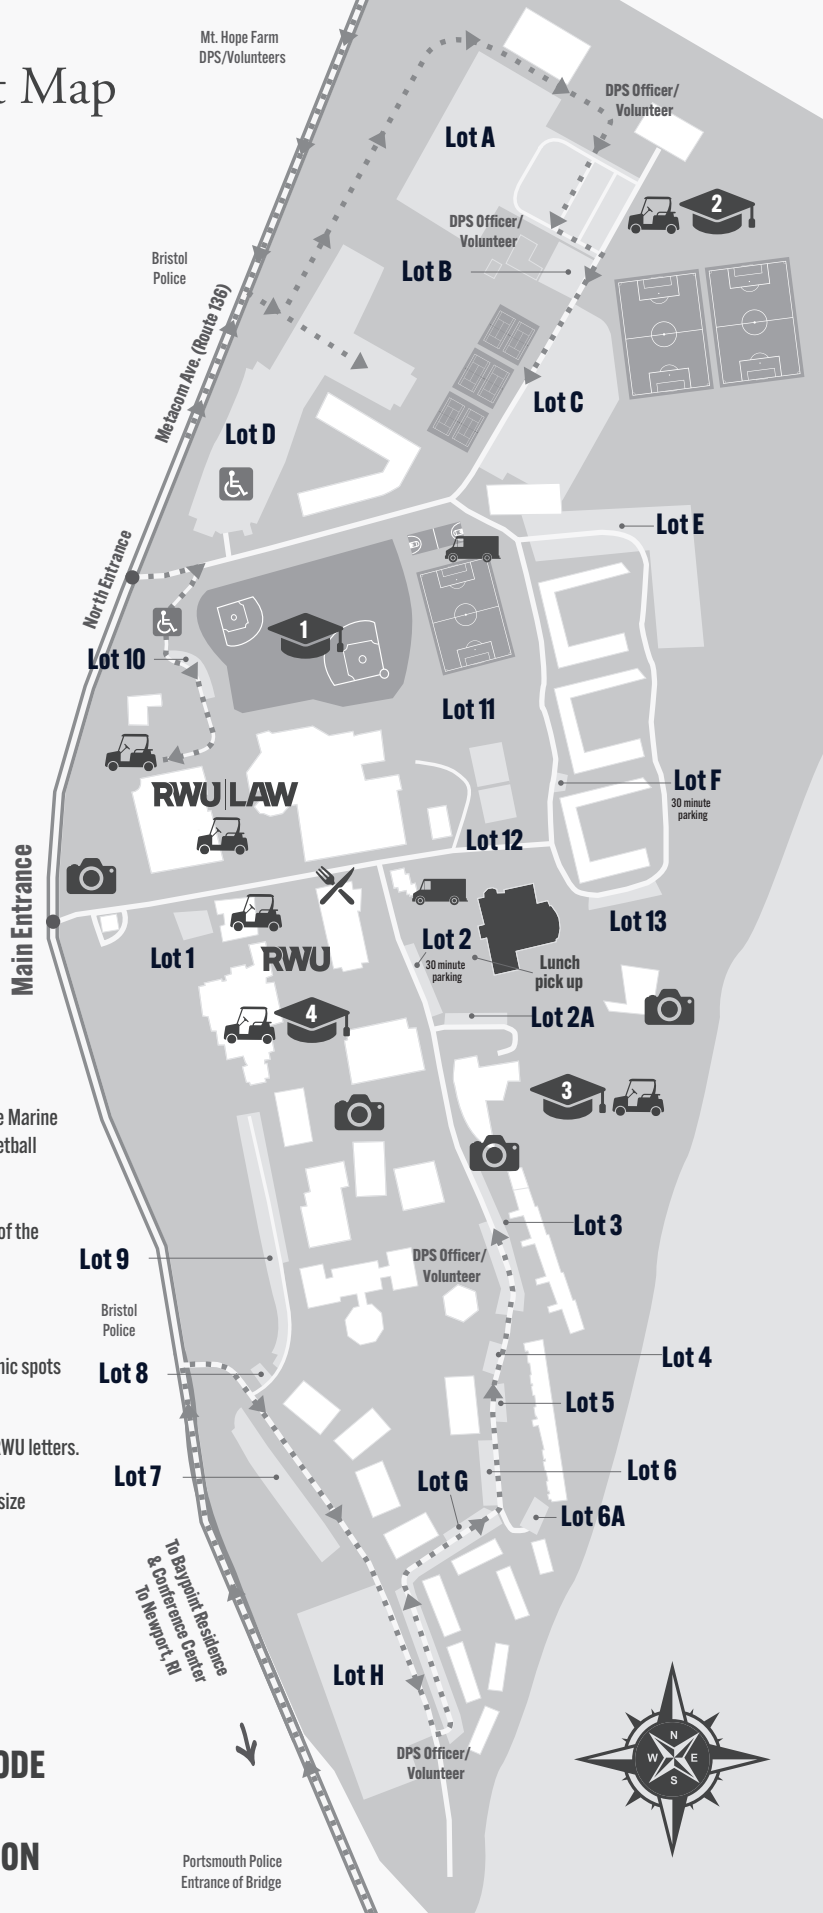 Mt. Hope Farm
DPS/Volunteers
t Map
DPS Officer/
Volunteer
Lot A
2
DPS Officer/
Volunteer
Bristol
Police
Lot B
Metacom Ave. (Route 136)
Lot C
Lot D
Lot E
North Entrance
1
Lot 10
Lot 11
Lot F
30 minute
parking
RWU LAW
Lot 12
Main Entrance
Lot 13
Lot 2
30 minute
parking
Lot 1
RWU
Lunch
pick up
4
Lot 2A
3
e Marine
etball
of the
Lot 3
Lot 9
DPS Officer/
Volunteer
Bristol
Police
Lot 4
nic spots
Lot 8
Lot 5
RWU letters.
Lot 7
Lot 6
Lot G
size
Lot 6A
To Baypoint Residence
& Conference Center
To Newport, RI
Lot H
N
W
E
S
DPS Officer/
Volunteer
ODE
ON
Portsmouth Police
Entrance of Bridge